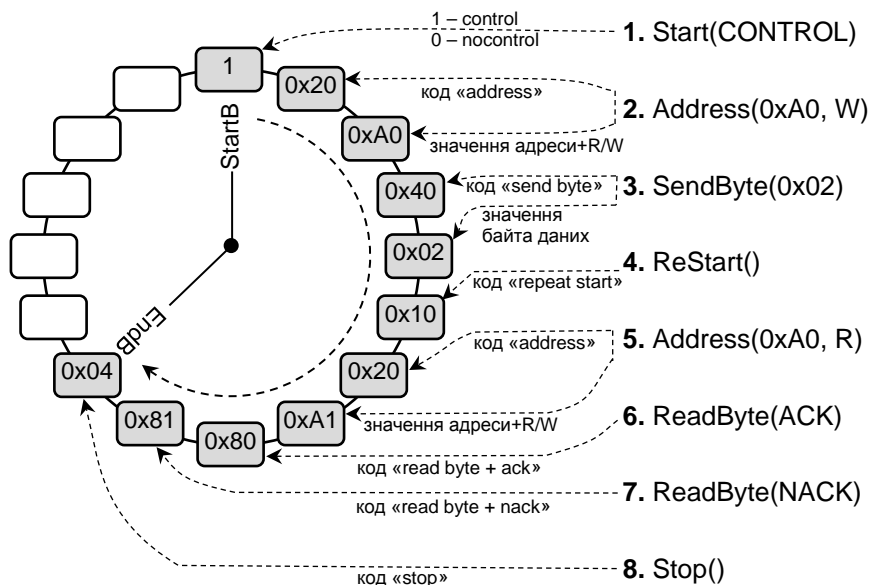 1 – control
0 – nocontrol
1. Start(CONTROL)
1
0x20
код «address»
2. Address(0xA0, W)
0xA0
значення адреси+R/W
StartB
0x40
код «send byte»
3. SendByte(0x02)
значення
байта даних
0x02
4. ReStart()
код «repeat start»
0x10
EndB
код «address»
5. Address(0xA0, R)
0x04
0x20
0x81
0x80
0xA1
значення адреси+R/W
6. ReadByte(ACK)
код «read byte + ack»
7. ReadByte(NACK)
код «read byte + nack»
8. Stop()
код «stop»